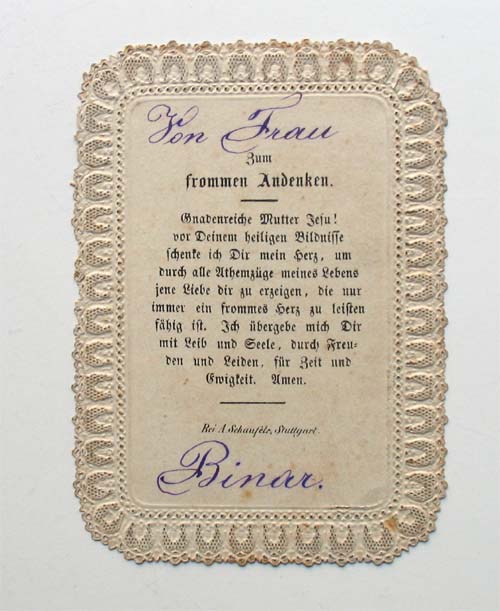 Von Frau
Zum
frommen Andenken.
Gnadenreiche Mutter Jesu!
vor Deinem heiligen Bildnisse
schenke ich Dir mein Herz, um
durch alle Athemzüge meines Lebens
jene Liebe dir zu erzeigen, die nur
immer ein frommes Herz zu leisten
fähig ist. Ich übergebe mich Dir
mit Leib und Seele, durch Freu-
den und Leiden, für Zeit und
Ewigkeit. Amen.
Bei A Schaufele, Stuttgart.
Binar.